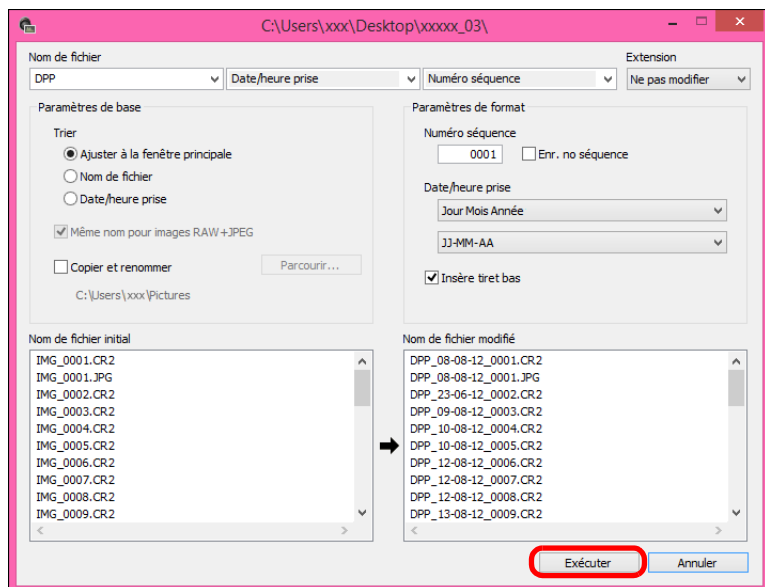 C:\Users\xxx\Desktop\xxxxx_03\
Nom de fichier
Extension
DPP Date/heure prise Numéro séquence Ne pas modifier
Paramètres de base
Trier
Ajuster à la fenêtre principale
Nom de fichier
Date/heure prise
Même nom pour images RAW+JPEG
Copier et renommer Parcourir...
C:\Users\xxx\Pictures
Paramètres de format
Numéro séquence
0001 Enr. no séquence
Date/heure prise
Jour Mois Année
JJ-MM-AA
Insère tiret bas
Nom de fichier initial
IMG_0001.CR2
IMG_0001.JPG
IMG_0002.CR2
IMG_0003.CR2
IMG_0004.CR2
IMG_0005.CR2
IMG_0006.CR2
IMG_0007.CR2
IMG_0008.CR2
IMG_0009.CR2
Nom de fichier modifié
DPP_08-08-12_0001.CR2
DPP_08-08-12_0001.JPG
DPP_23-06-12_0002.CR2
DPP_09-08-12_0003.CR2
DPP_10-08-12_0004.CR2
DPP_10-08-12_0005.CR2
DPP_12-08-12_0006.CR2
DPP_12-08-12_0007.CR2
DPP_12-08-12_0008.CR2
DPP_13-08-12_0009.CR2
Exécuter Annuler